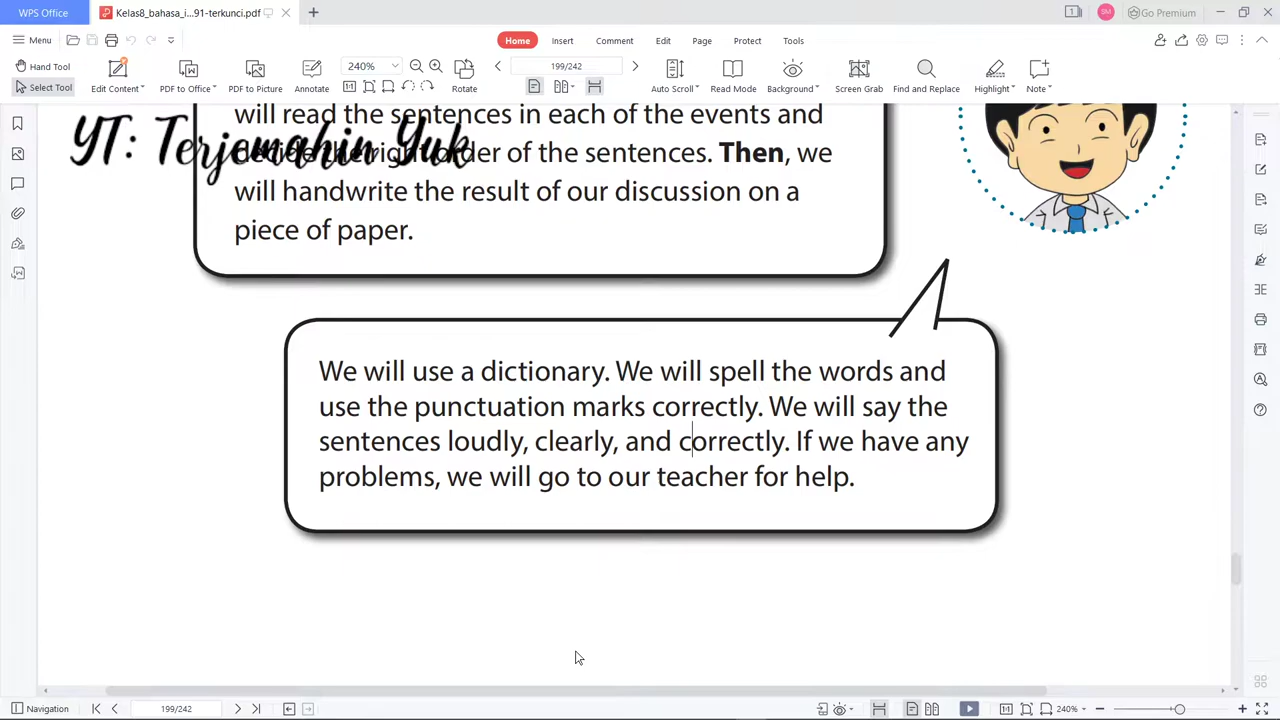 WPS Office
Kelas8_bahasa_i...91-terkunci.pdf
1
SM
Go Premium
Menu
Home
Insert
Comment
Edit
Page
Protect
Tools
Hand Tool
Select Tool
Edit Content
PDF to Office
PDF to Picture
Annotate
240%
Rotate
199/242
Auto Scroll
Read Mode
Background
Screen Grab
Find and Replace
Highlight
Note
YT: Terjemahin Yuk
will read the sentences in each of the events and
decide the right order of the sentences. Then, we
will handwrite the result of our discussion on a
piece of paper.
We will use a dictionary. We will spell the words and
use the punctuation marks correctly. We will say the
sentences loudly, clearly, and correctly. If we have any
problems, we will go to our teacher for help.
Navigation
199/242
240%